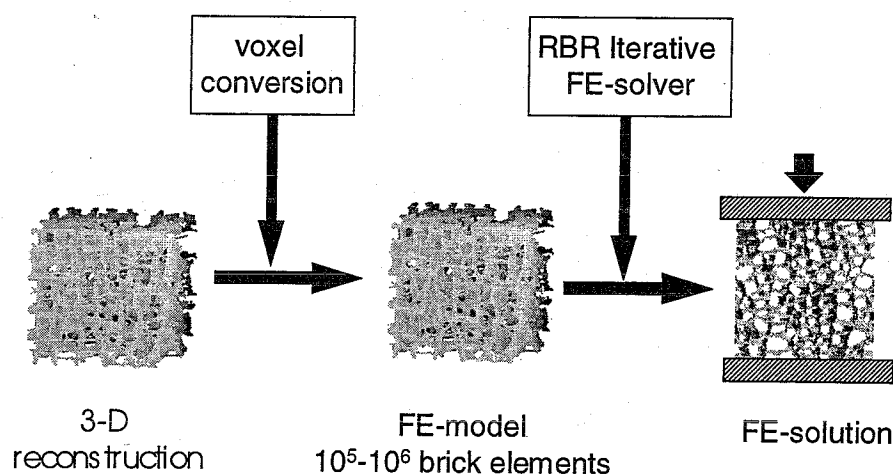 voxel
conversion
RBR Iterative
FE-solver
3-D
reconstruction
FE-model
10⁵-10⁶ brick elements
FE-solution